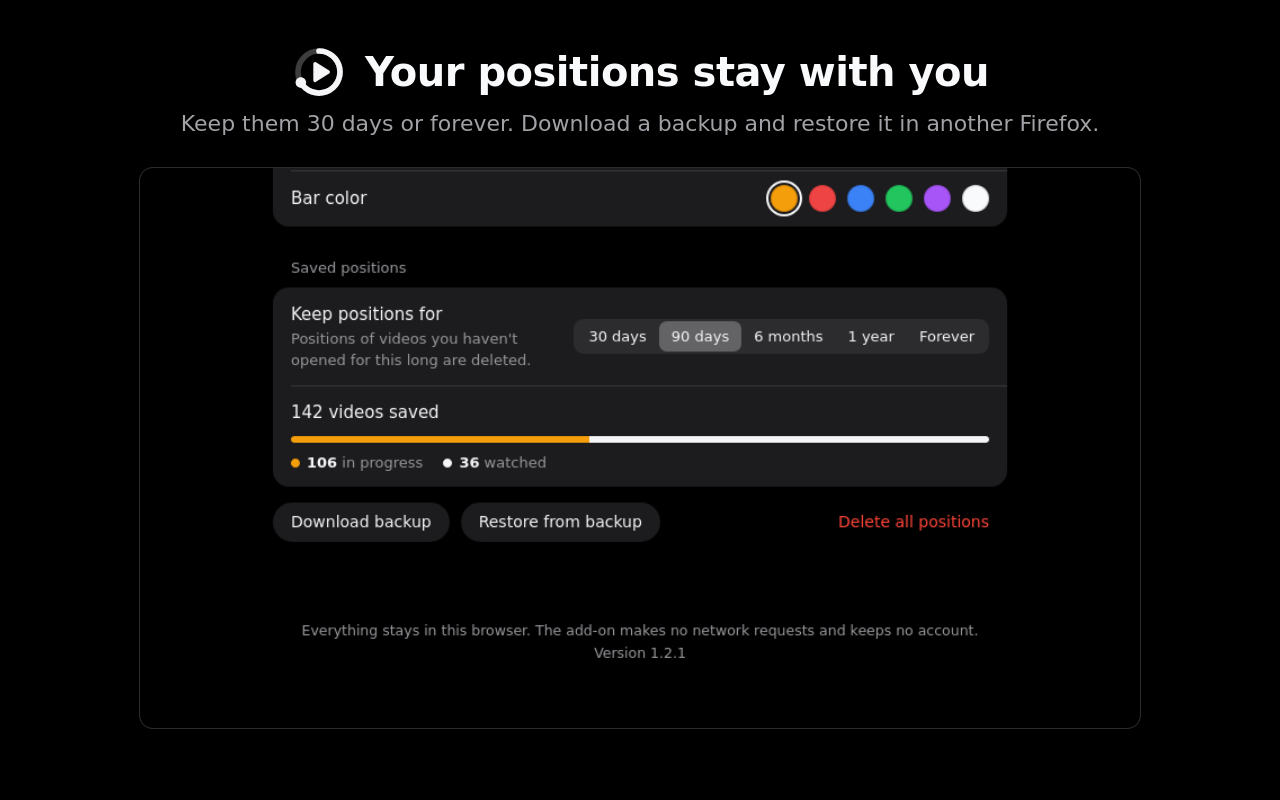 Your positions stay with you
Keep them 30 days or forever. Download a backup and restore it in another Firefox.
Bar color
Saved positions
Keep positions for
Positions of videos you haven't
opened for this long are deleted.
30 days 90 days 6 months 1 year Forever
142 videos saved
106 in progress 36 watched
Download backup Restore from backup Delete all positions
Everything stays in this browser. The add-on makes no network requests and keeps no account.
Version 1.2.1